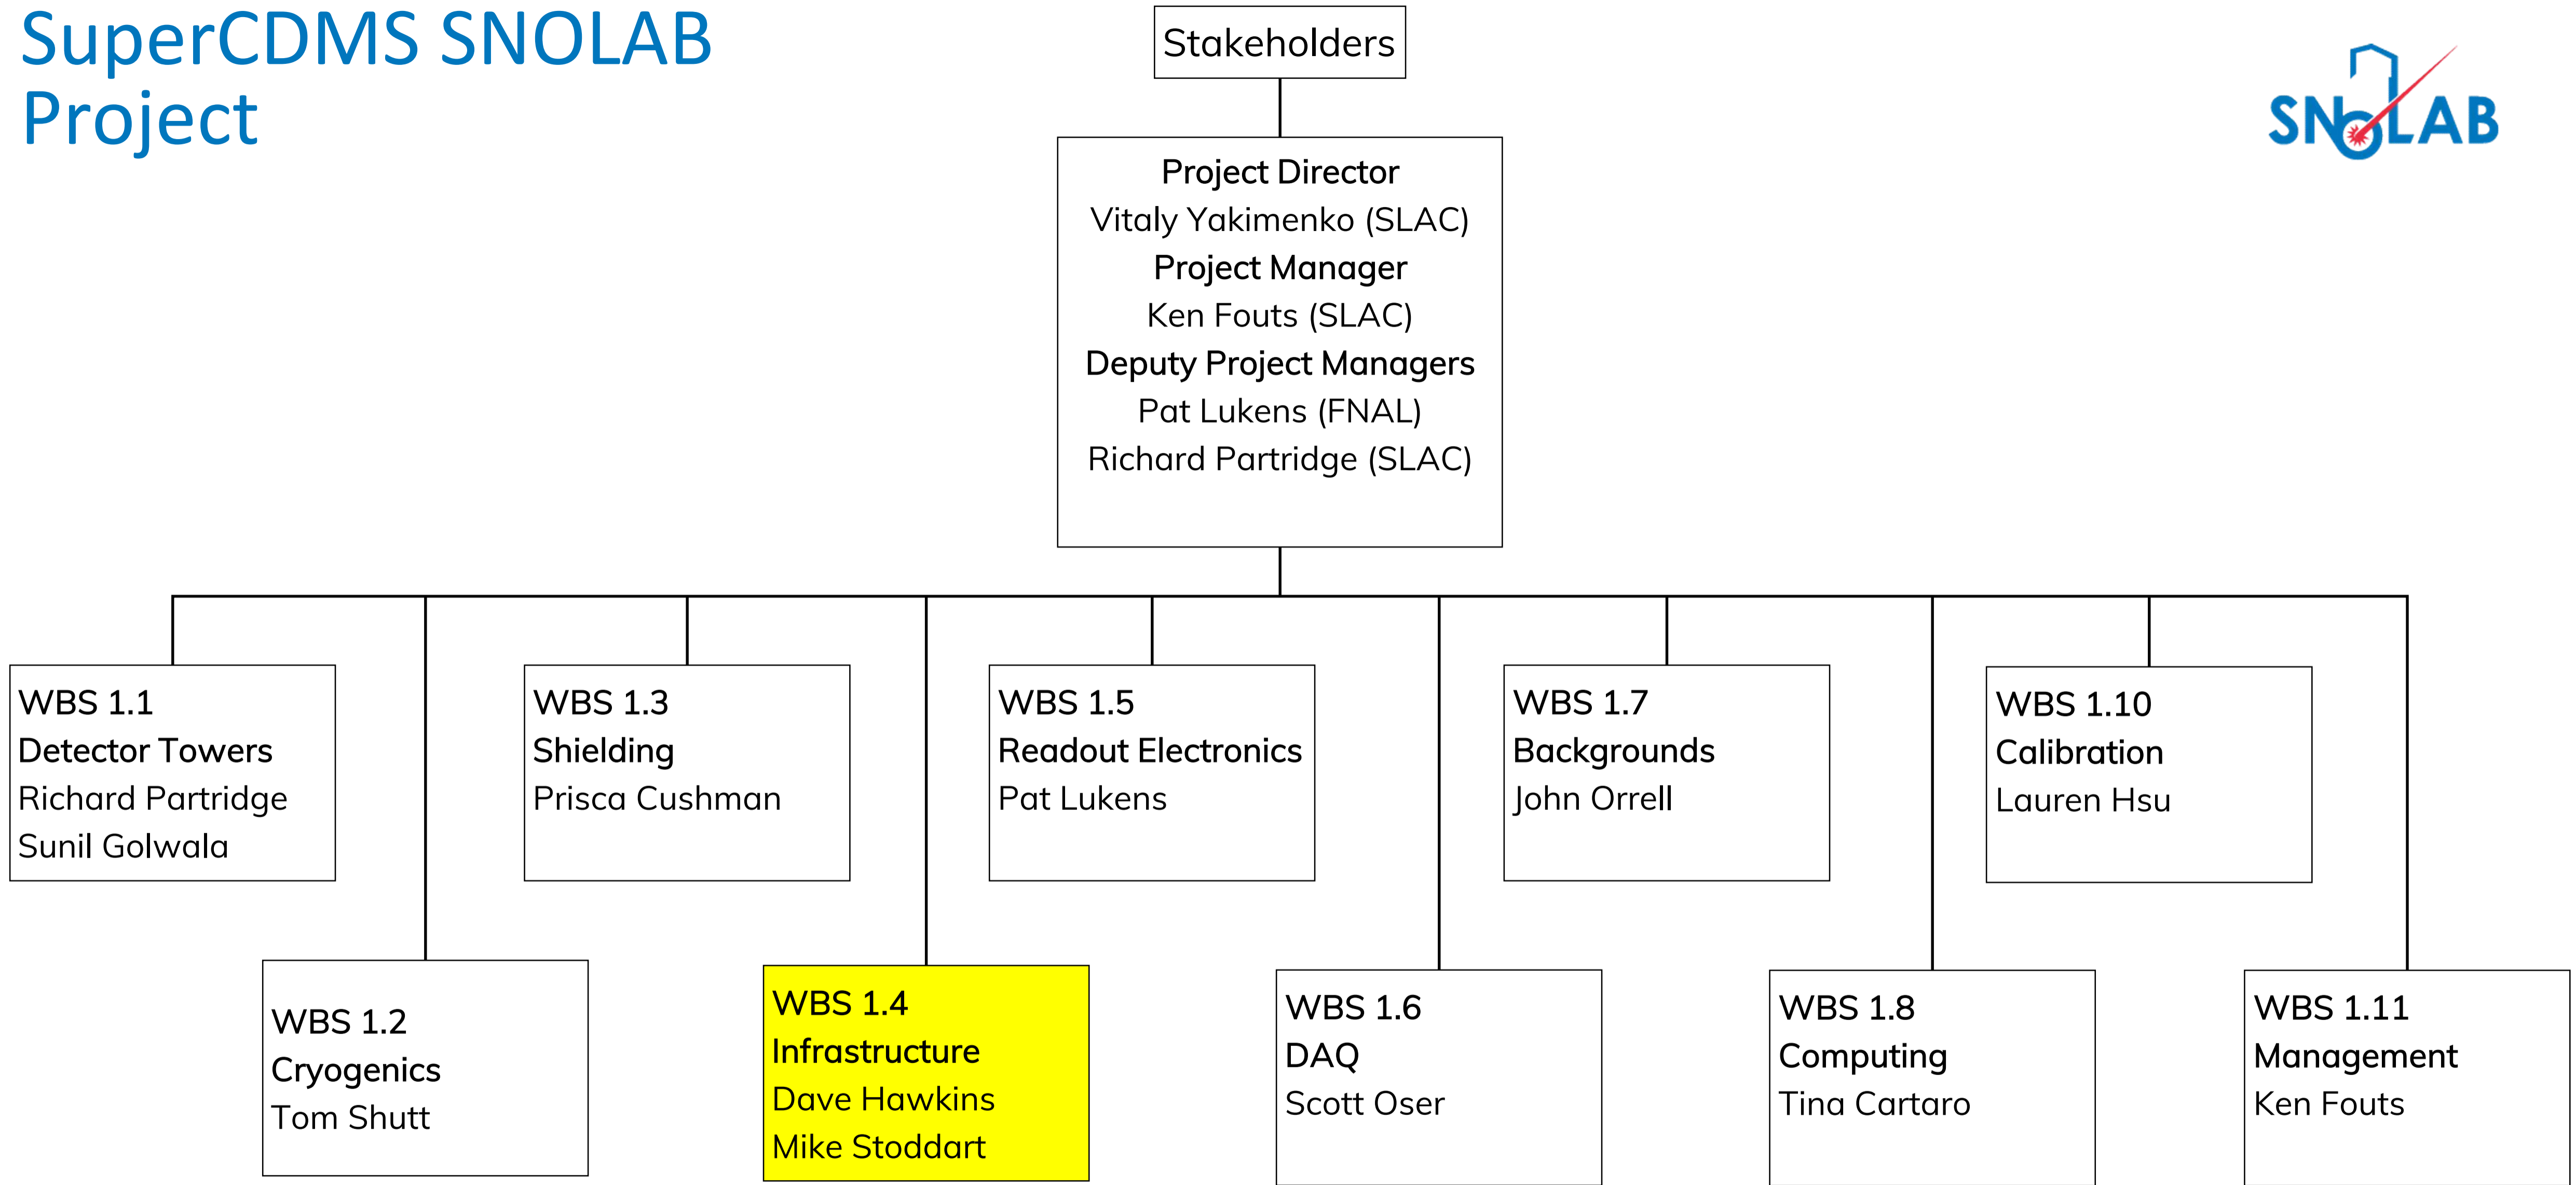 SuperCDMS SNOLAB
Project
Stakeholders
SNOLAB
Project Director
Vitaly Yakimenko (SLAC)
Project Manager
Ken Fouts (SLAC)
Deputy Project Managers
Pat Lukens (FNAL)
Richard Partridge (SLAC)
WBS 1.1
Detector Towers
Richard Partridge
Sunil Golwala
WBS 1.3
Shielding
Prisca Cushman
WBS 1.5
Readout Electronics
Pat Lukens
WBS 1.7
Backgrounds
John Orrell
WBS 1.10
Calibration
Lauren Hsu
WBS 1.2
Cryogenics
Tom Shutt
WBS 1.4
Infrastructure
Dave Hawkins
Mike Stoddart
WBS 1.6
DAQ
Scott Oser
WBS 1.8
Computing
Tina Cartaro
WBS 1.11
Management
Ken Fouts